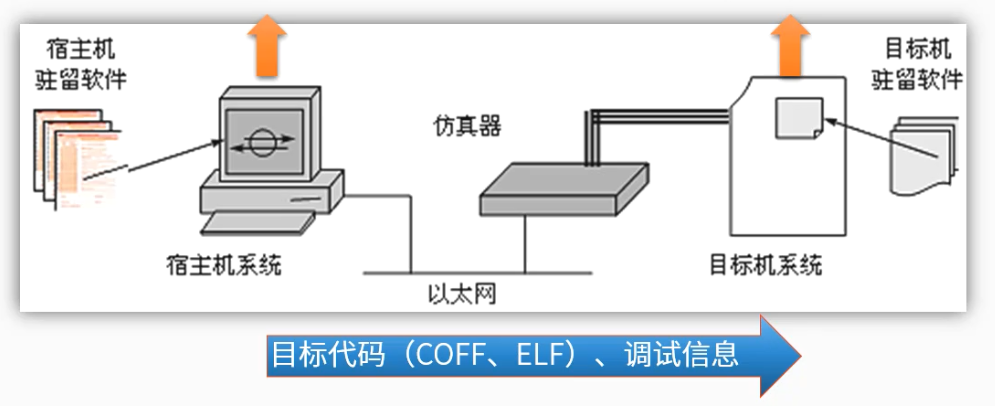 宿主机
驻留软件
目标机
驻留软件
仿真器
宿主机系统
目标机系统
以太网
目标代码（COFF、ELF）、调试信息